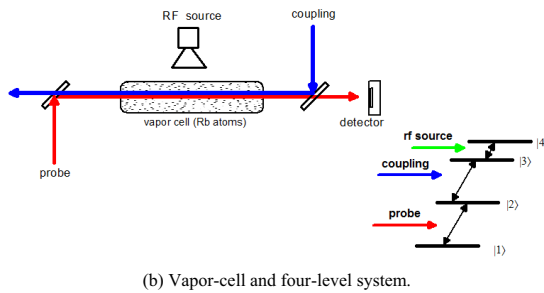 RF source
coupling
vapor cell (Rb atoms)
detector
probe
rf source
|4
coupling
|3⟩
|2⟩
probe
|1⟩
(b) Vapor-cell and four-level system.